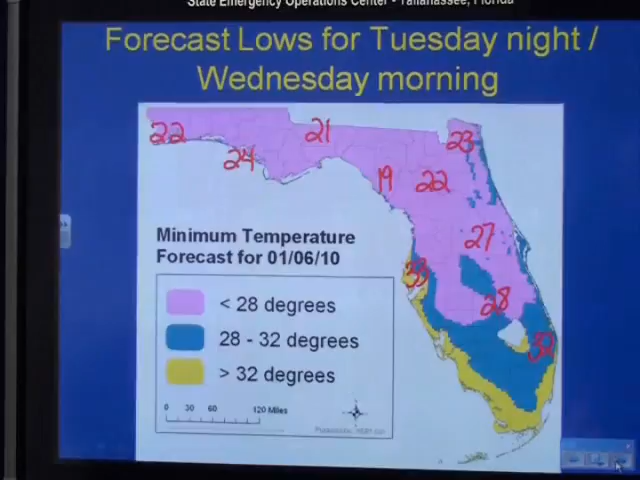 State Emergency Operations Center - Tallahassee, Florida
Forecast Lows for Tuesday night /
Wednesday morning
22
21
23
24
19
22
27
33
28
32
Minimum Temperature
Forecast for 01/06/10
< 28 degrees
28 - 32 degrees
> 32 degrees
0 30 60 120 Miles